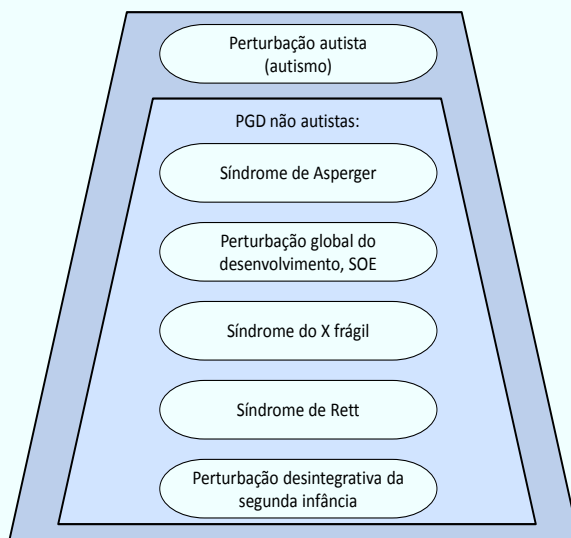 Perturbação autista
(autismo)
PGD não autistas:
Síndrome de Asperger
Perturbação global do
desenvolvimento, SOE
Síndrome do X frágil
Síndrome de Rett
Perturbação desintegrativa da
segunda infância